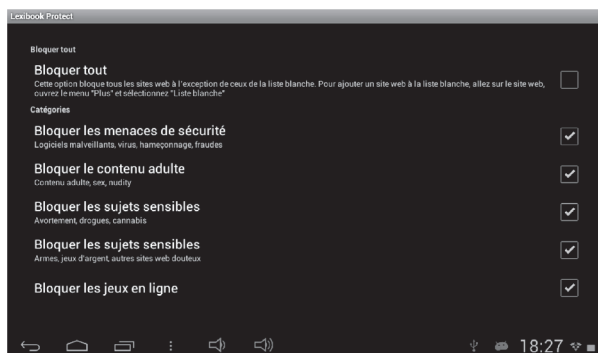 Lexibook Protect
Bloquer tout
Bloquer tout
Cette option bloque tous les sites web à l'exception de ceux de la liste blanche. Pour ajouter un site web à la liste blanche, allez sur le site web,
ouvrez le menu "Plus" et sélectionnez "Liste blanche"
Catégories
Bloquer les menaces de sécurité
Logiciels malveillants, virus, hameçonnage, fraudes
Bloquer le contenu adulte
Contenu adulte, sex, nudity
Bloquer les sujets sensibles
Avortement, drogues, cannabis
Bloquer les sujets sensibles
Armes, jeux d'argent, autres sites web douteux
Bloquer les jeux en ligne
18:27